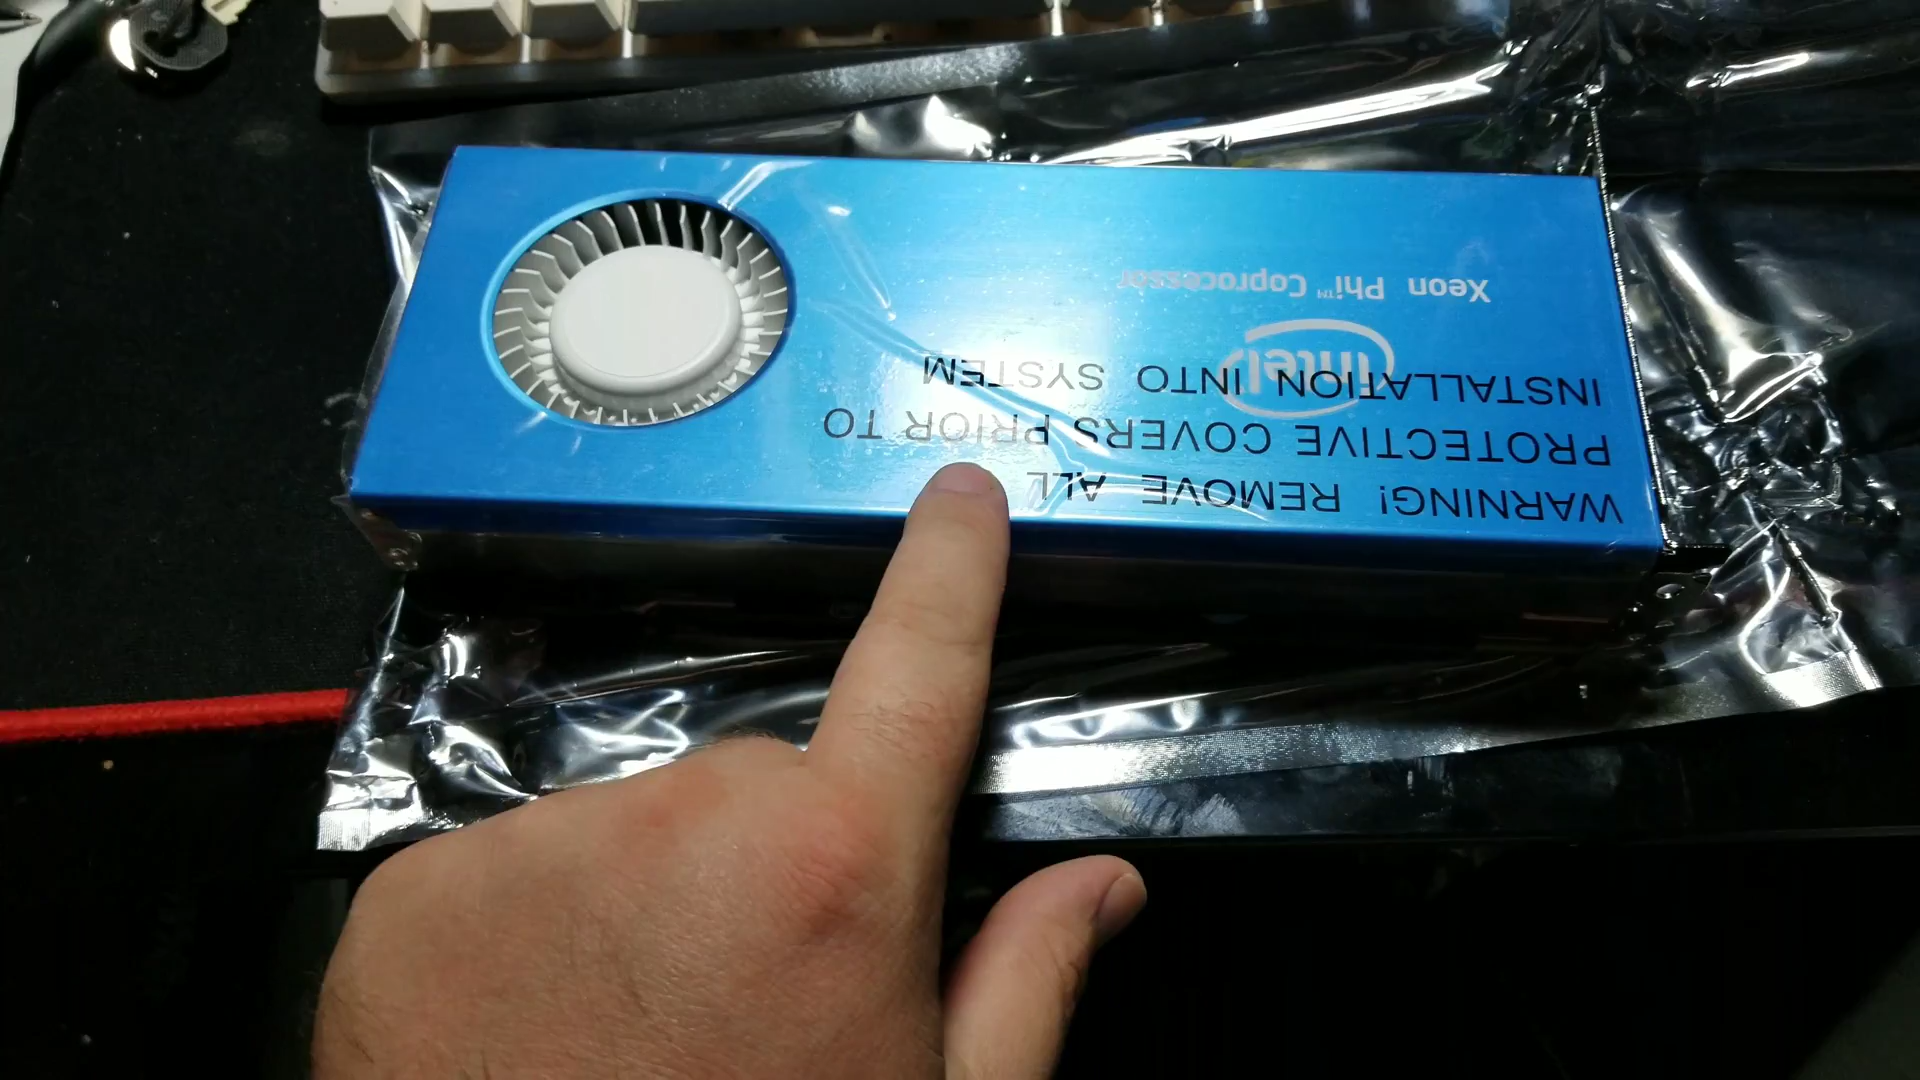 WARNING! REMOVE ALL
PROTECTIVE COVERS PRIOR TO
INSTALLATION INTO SYSTEM
intel
Xeon Phi™ Coprocessor